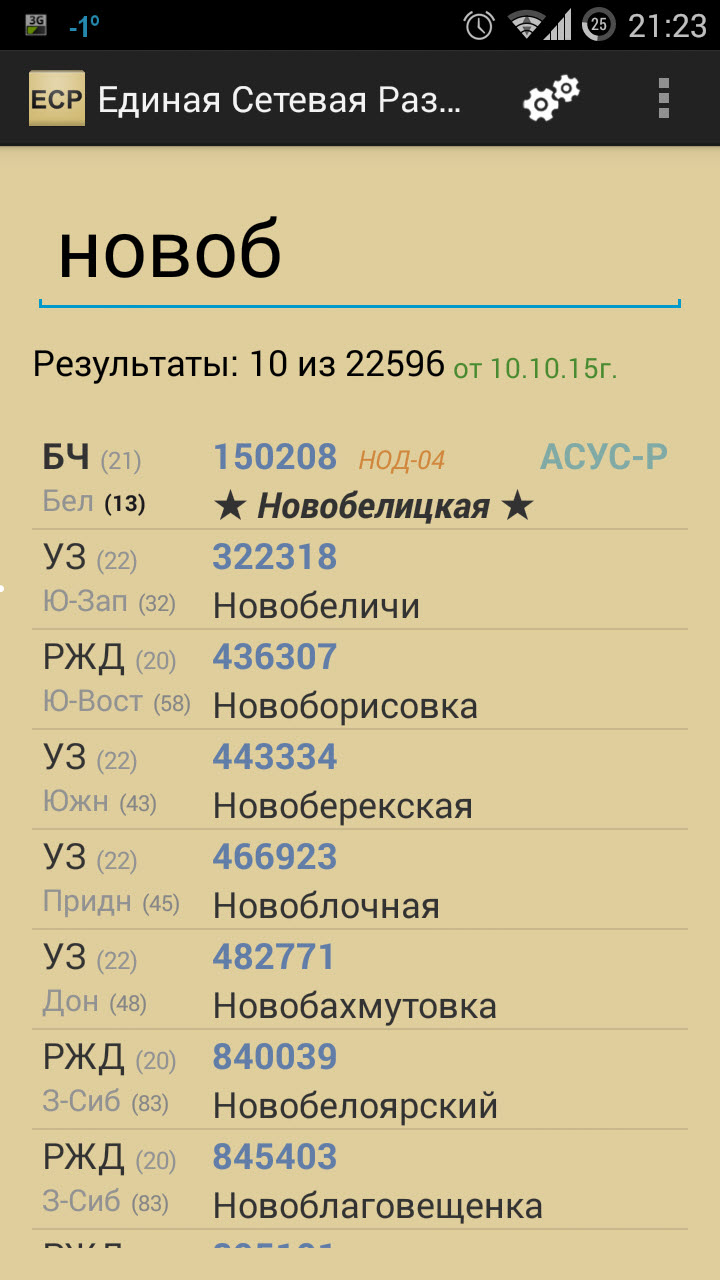 3G -1° 25 21:23
ЕСР Единая Сетевая Раз...
новоб
Результаты: 10 из 22596 от 10.10.15г.
БЧ (21) 150208 НОД-04 АСУС-Р
Бел (13) ★ Новобелицкая ★
УЗ (22) 322318
Ю-Зап (32) Новобеличи
РЖД (20) 436307
Ю-Вост (58) Новоборисовка
УЗ (22) 443334
Южн (43) Новоберекская
УЗ (22) 466923
Придн (45) Новоблочная
УЗ (22) 482771
Дон (48) Новобахмутовка
РЖД (20) 840039
З-Сиб (83) Новобелоярский
РЖД (20) 845403
З-Сиб (83) Новоблаговещенка